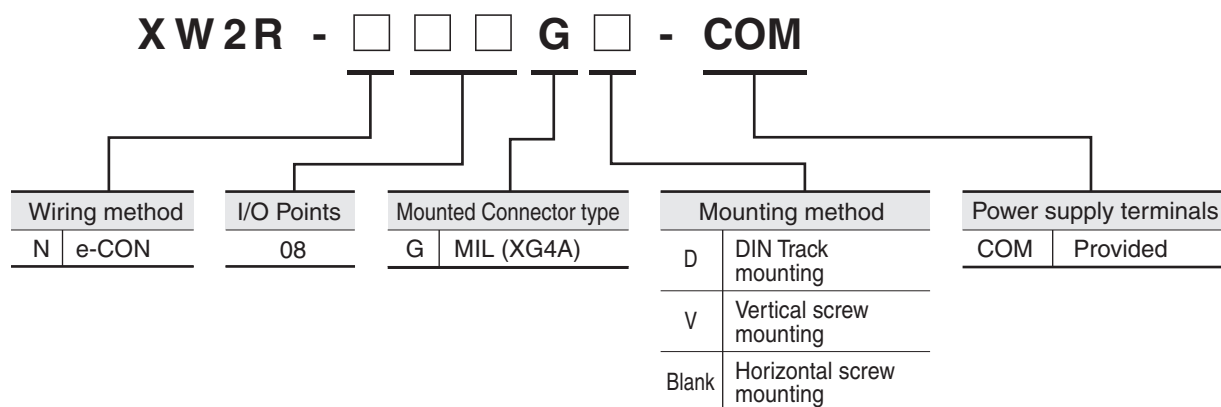 XW2R - □ □ □ G □ - COM
Wiring method
N e-CON
I/O Points
08
Mounted Connector type
G MIL (XG4A)
Mounting method
D DIN Track
mounting
V Vertical screw
mounting
Blank Horizontal screw
mounting
Power supply terminals
COM Provided